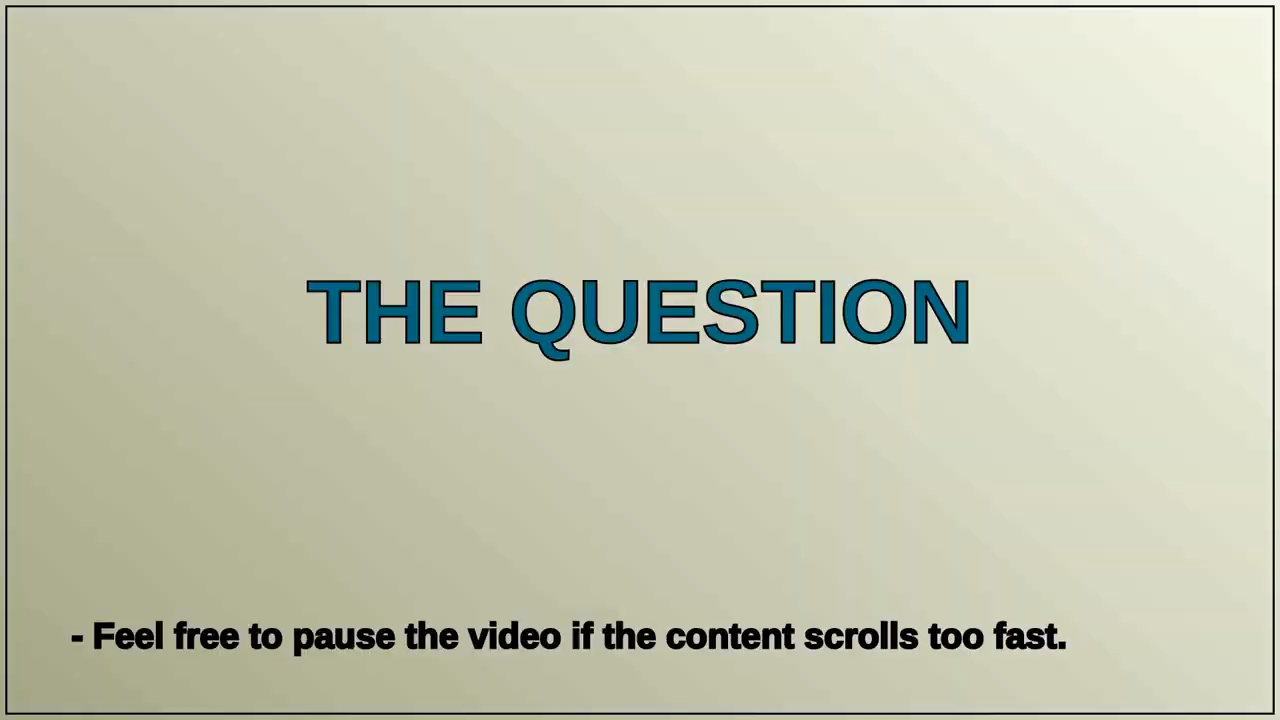 THE QUESTION
- Feel free to pause the video if the content scrolls too fast.